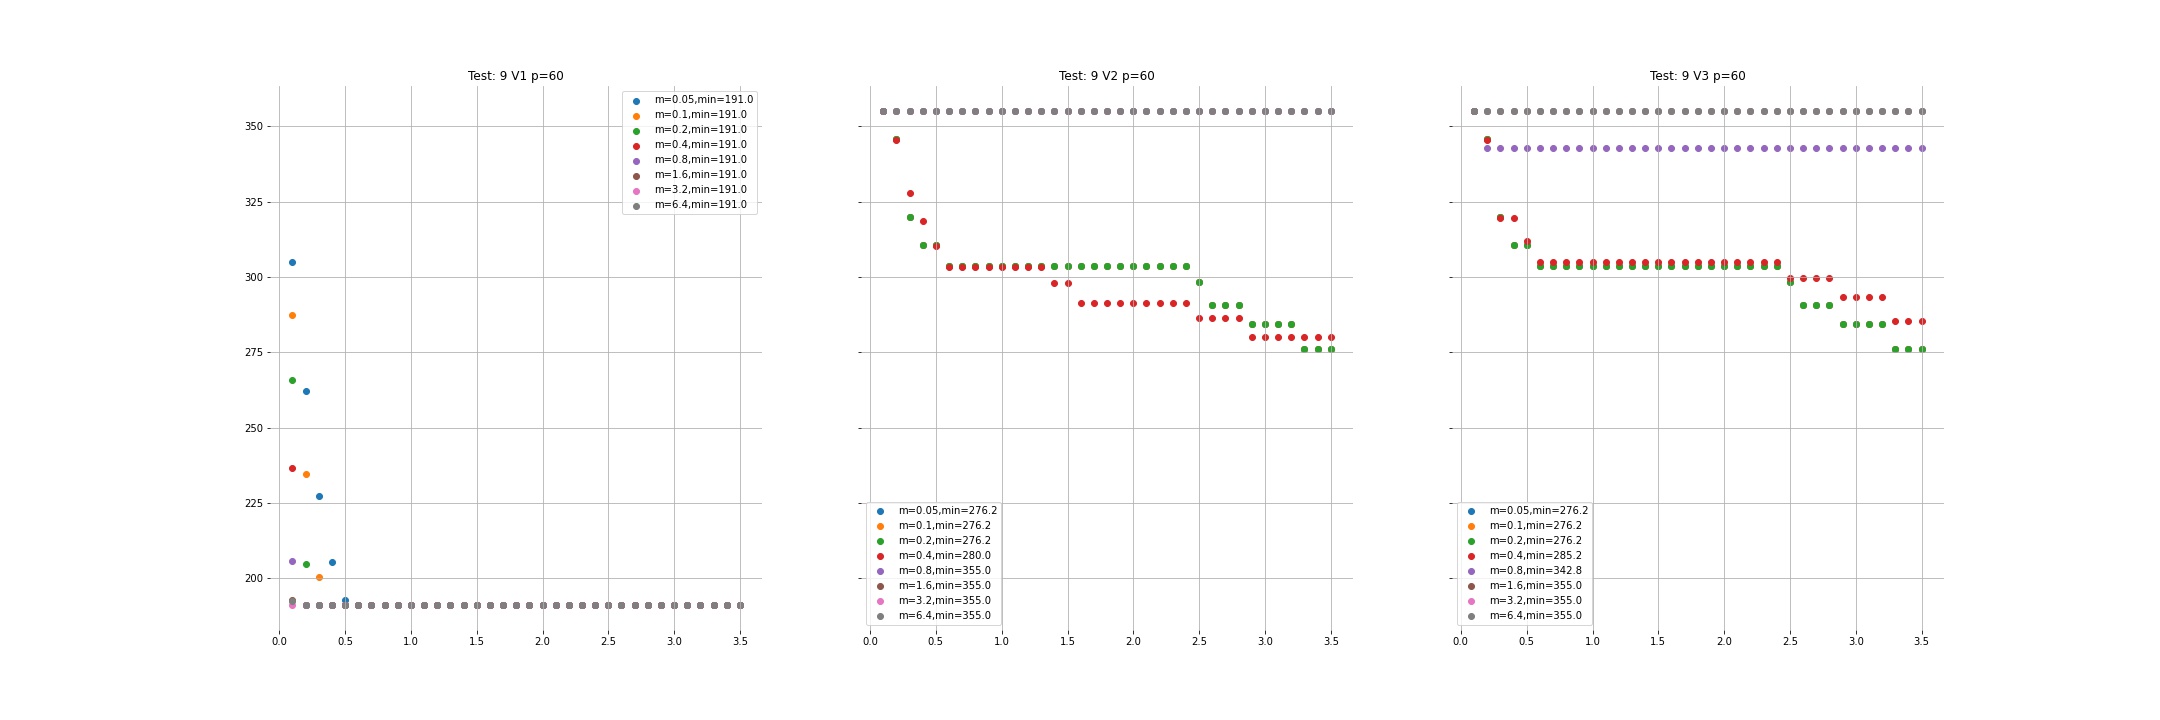 Test: 9 V1 p=60
350
325
300
275
250
225
200
0.0 0.5 1.0 1.5 2.0 2.5 3.0 3.5
m=0.05,min=191.0
m=0.1,min=191.0
m=0.2,min=191.0
m=0.4,min=191.0
m=0.8,min=191.0
m=1.6,min=191.0
m=3.2,min=191.0
m=6.4,min=191.0
Test: 9 V2 p=60
m=0.05,min=276.2
m=0.1,min=276.2
m=0.2,min=276.2
m=0.4,min=280.0
m=0.8,min=355.0
m=1.6,min=355.0
m=3.2,min=355.0
m=6.4,min=355.0
0.0 0.5 1.0 1.5 2.0 2.5 3.0 3.5
Test: 9 V3 p=60
m=0.05,min=276.2
m=0.1,min=276.2
m=0.2,min=276.2
m=0.4,min=285.2
m=0.8,min=342.8
m=1.6,min=355.0
m=3.2,min=355.0
m=6.4,min=355.0
0.0 0.5 1.0 1.5 2.0 2.5 3.0 3.5